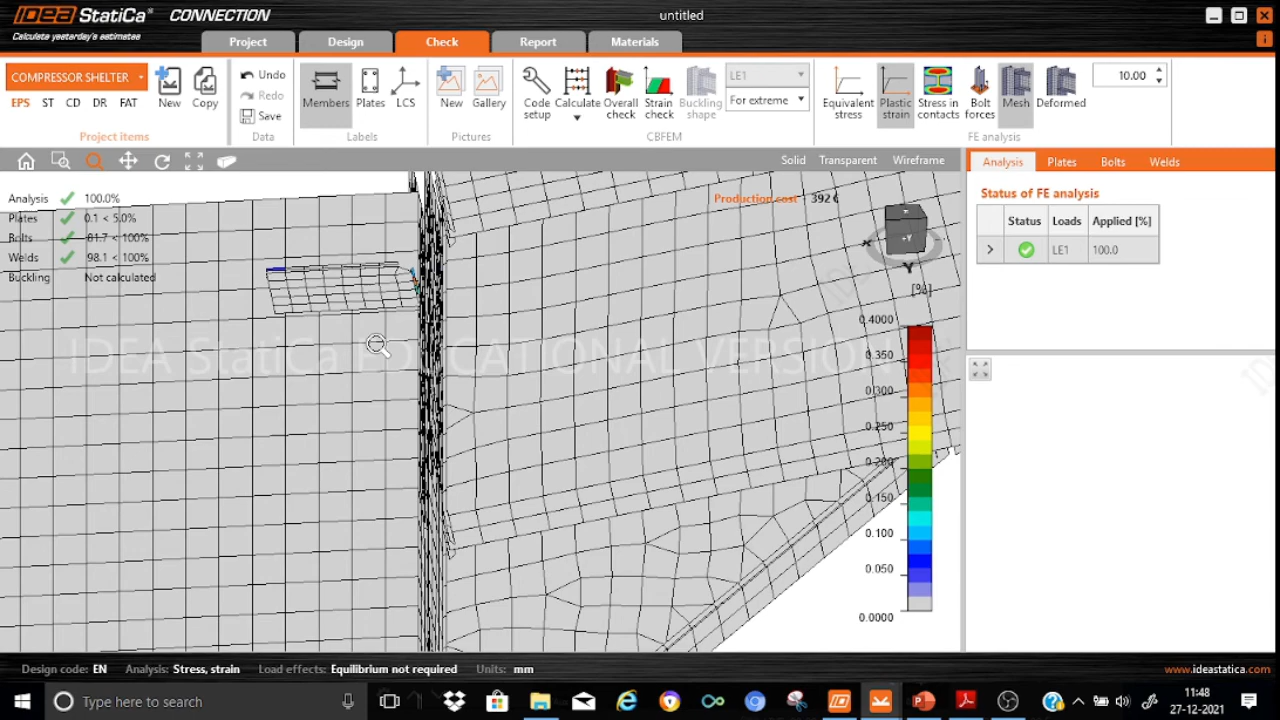 IDEA StatiCa® CONNECTION
Calculate yesterday's estimates
untitled
Project
Design
Check
Report
Materials
COMPRESSOR SHELTER
EPS ST CD DR FAT
New
Copy
Undo
Redo
Save
Members
Plates
LCS
New
Gallery
Code setup
Calculate
Overall check
Strain check
Buckling shape
LE1
For extreme
Equivalent stress
Plastic strain
Stress in contacts
Bolt forces
Mesh
Deformed
10.00
Project items
Data
Labels
Pictures
CBFEM
FE analysis
Solid
Transparent
Wireframe
Analysis
Plates
Bolts
Welds
Analysis 100.0%
Plates 0.1 < 5.0%
Bolts 81.7 < 100%
Welds 98.1 < 100%
Buckling Not calculated
Production cost - 392 €
X
+Y
Y
[%]
0.4000
0.350
0.300
0.250
0.200
0.150
0.100
0.050
0.0000
IDEA StatiCa EDUCATIONAL VERSION
Status of FE analysis
Status Loads Applied [%]
LE1 100.0
Design code: EN Analysis: Stress, strain Load effects: Equilibrium not required Units: mm
www.ideastatica.com
Type here to search
11:48
27-12-2021